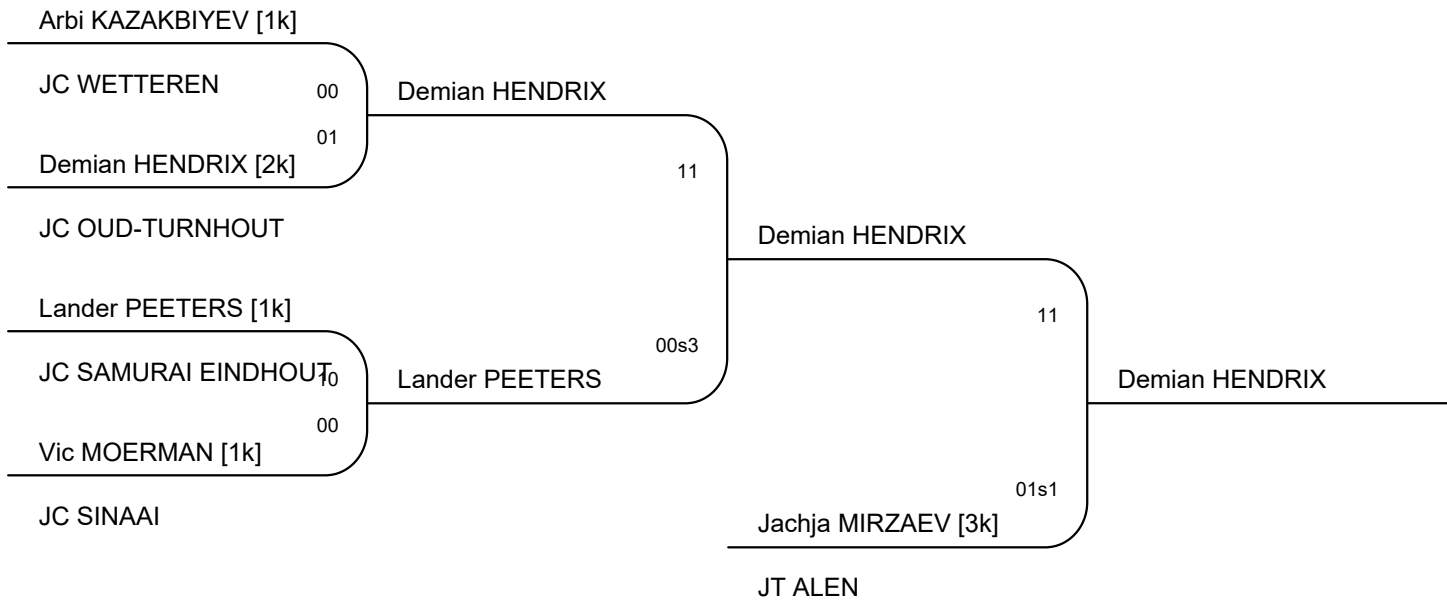 Arbi KAZAKBIYEV [1k]
JC WETTEREN
00
01
Demian HENDRIX [2k]
JC OUD-TURNHOUT
Lander PEETERS [1k]
JC SAMURAI EINDHOUT
10
00
Vic MOERMAN [1k]
JC SINAAI
Demian HENDRIX
11
00s3
Lander PEETERS
Demian HENDRIX
11
01s1
Jachja MIRZAEV [3k]
JT ALEN
Demian HENDRIX